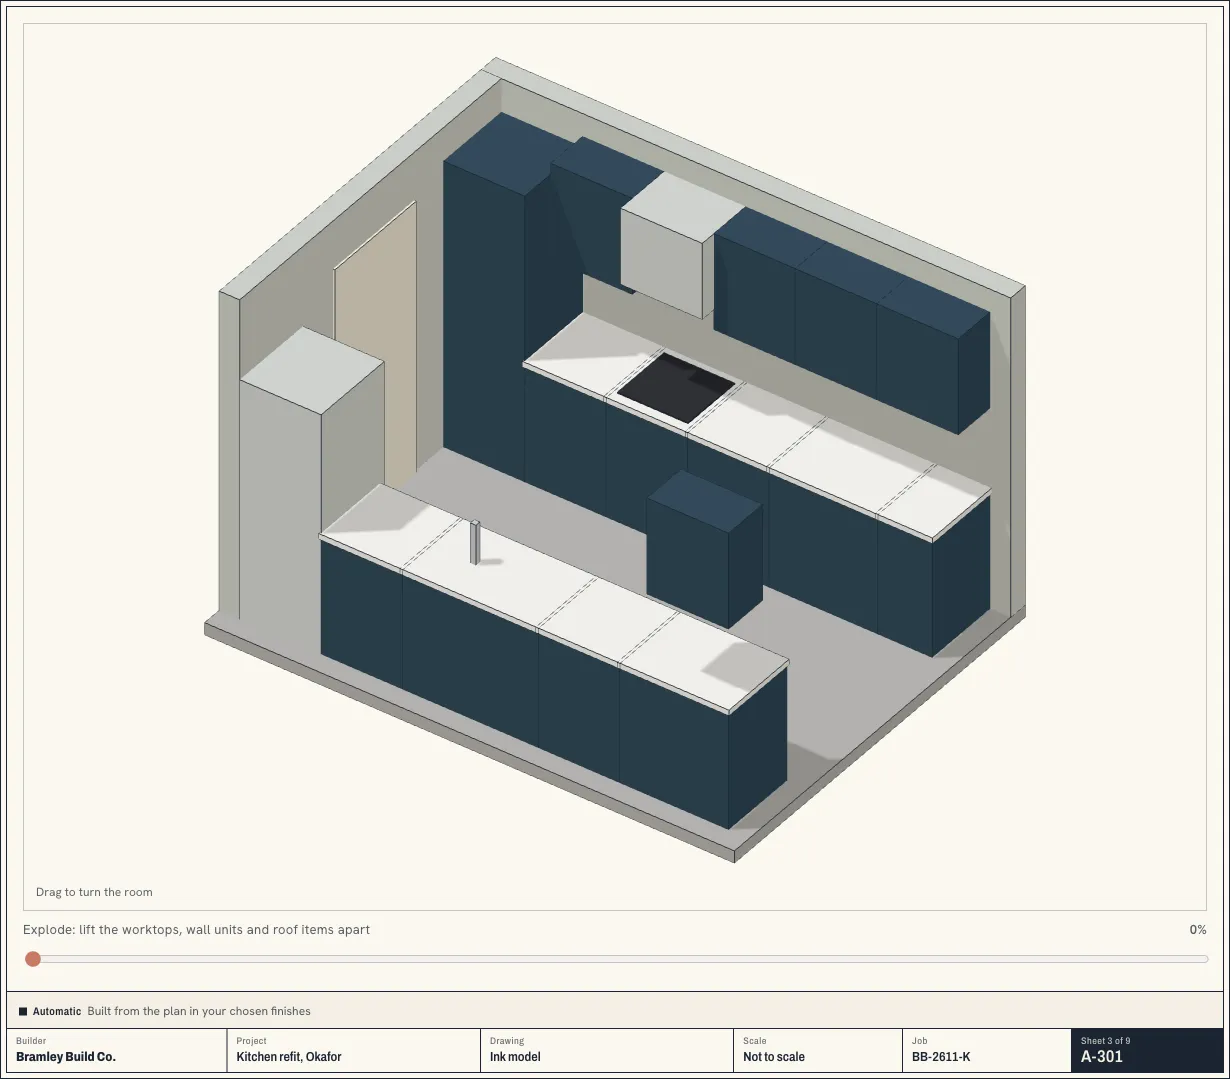 Drag to turn the room
Explode: lift the worktops, wall units and roof items apart
0%
Automatic Built from the plan in your chosen finishes
Builder
Bramley Build Co.
Project
Kitchen refit, Okafor
Drawing
Ink model
Scale
Not to scale
Job
BB-2611-K
Sheet 3 of 9
A-301